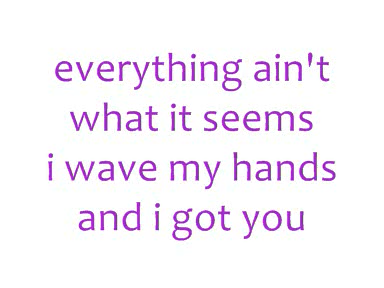 everything ain't
what it seems
i wave my hands
and i got you